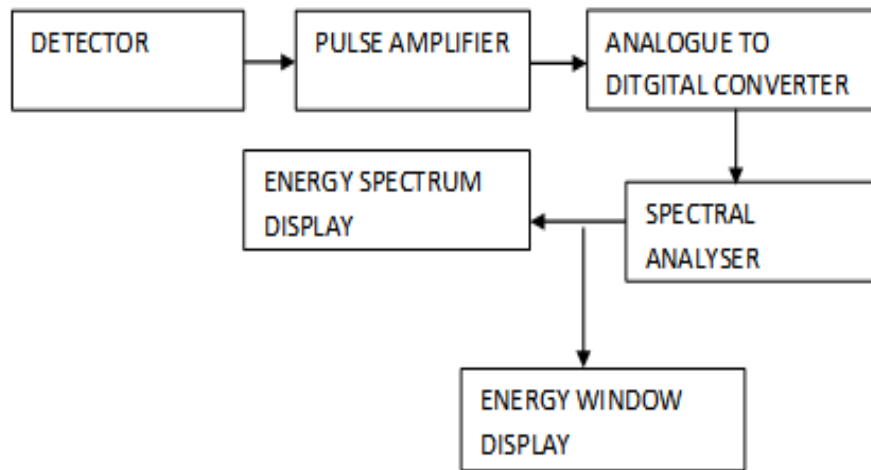 DETECTOR
PULSE AMPLIFIER
ANALOGUE TO
DITGITAL CONVERTER
ENERGY SPECTRUM
DISPLAY
SPECTRAL
ANALYSER
ENERGY WINDOW
DISPLAY